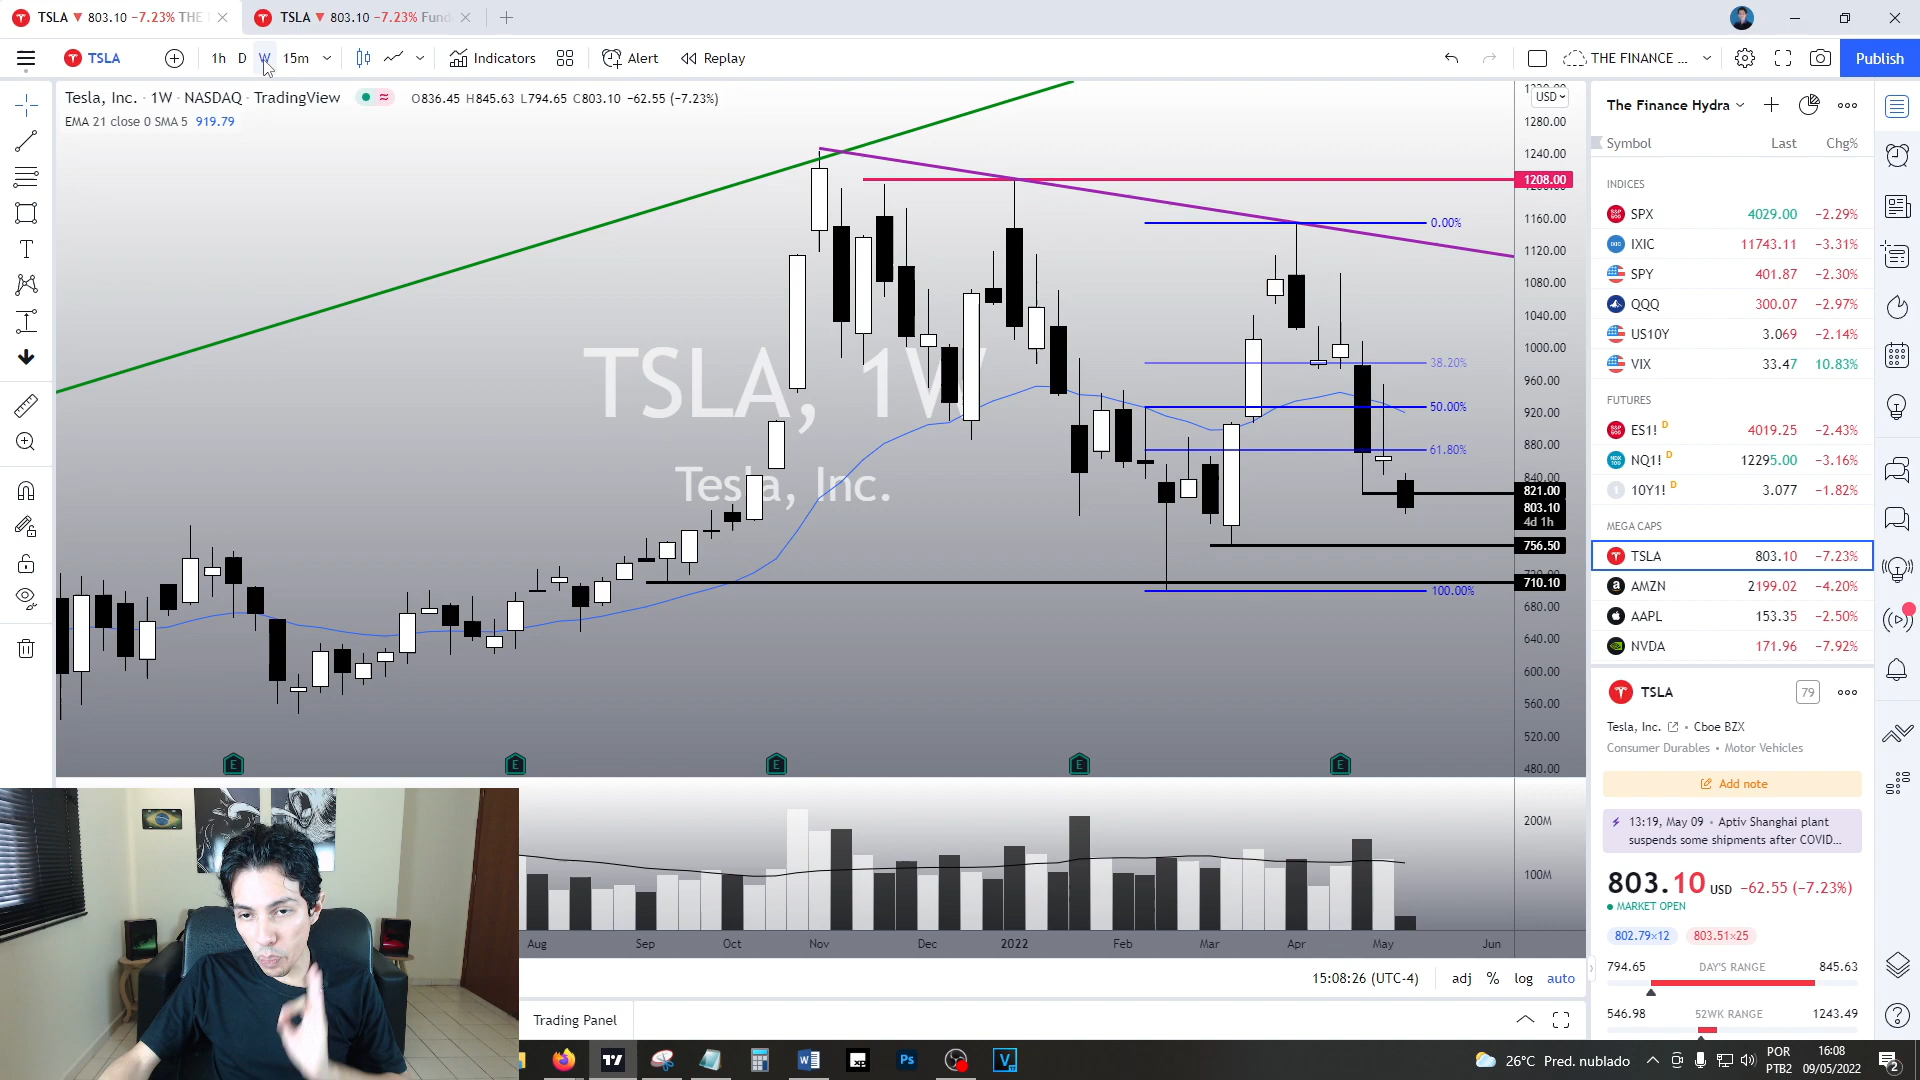 TSLA ▼ 803.10 −7.23% THE
TSLA ▼ 803.10 −7.23% Fund
TSLA
1h D W 15m
Indicators
Alert
Replay
THE FINANCE ...
Publish
Tesla, Inc. · 1W · NASDAQ · TradingView
O836.45 H845.63 L794.65 C803.10 −62.55 (−7.23%)
EMA 21 close 0 SMA 5 919.79
TSLA, 1W
Tesla, Inc.
0.00%
38.20%
50.00%
61.80%
100.00%
USD
1280.00
1240.00
1208.00
1160.00
1120.00
1080.00
1040.00
1000.00
960.00
920.00
880.00
840.00
821.00
803.10
4d 1h
756.50
710.10
680.00
640.00
600.00
560.00
520.00
480.00
E E E E E
200M
100M
Aug Sep Oct Nov Dec 2022 Feb Mar Apr May Jun
15:08:26 (UTC-4)
adj % log auto
Trading Panel
The Finance Hydra
Symbol Last Chg%
INDICES
SPX 4029.00 −2.29%
IXIC 11743.11 −3.31%
SPY 401.87 −2.30%
QQQ 300.07 −2.97%
US10Y 3.069 −2.14%
VIX 33.47 10.83%
FUTURES
ES1! D 4019.25 −2.43%
NQ1! D 12295.00 −3.16%
10Y1! D 3.077 −1.82%
MEGA CAPS
TSLA 803.10 −7.23%
AMZN 2199.02 −4.20%
AAPL 153.35 −2.50%
NVDA 171.96 −7.92%
TSLA
79
Tesla, Inc. • Cboe BZX
Consumer Durables • Motor Vehicles
Add note
13:19, May 09 • Aptiv Shanghai plant
suspends some shipments after COVID...
803.10 USD −62.55 (−7.23%)
MARKET OPEN
802.79×12
803.51×25
794.65 DAY'S RANGE 845.63
546.98 52WK RANGE 1243.49
26°C Pred. nublado
POR
PTB2
16:08
09/05/2022
2